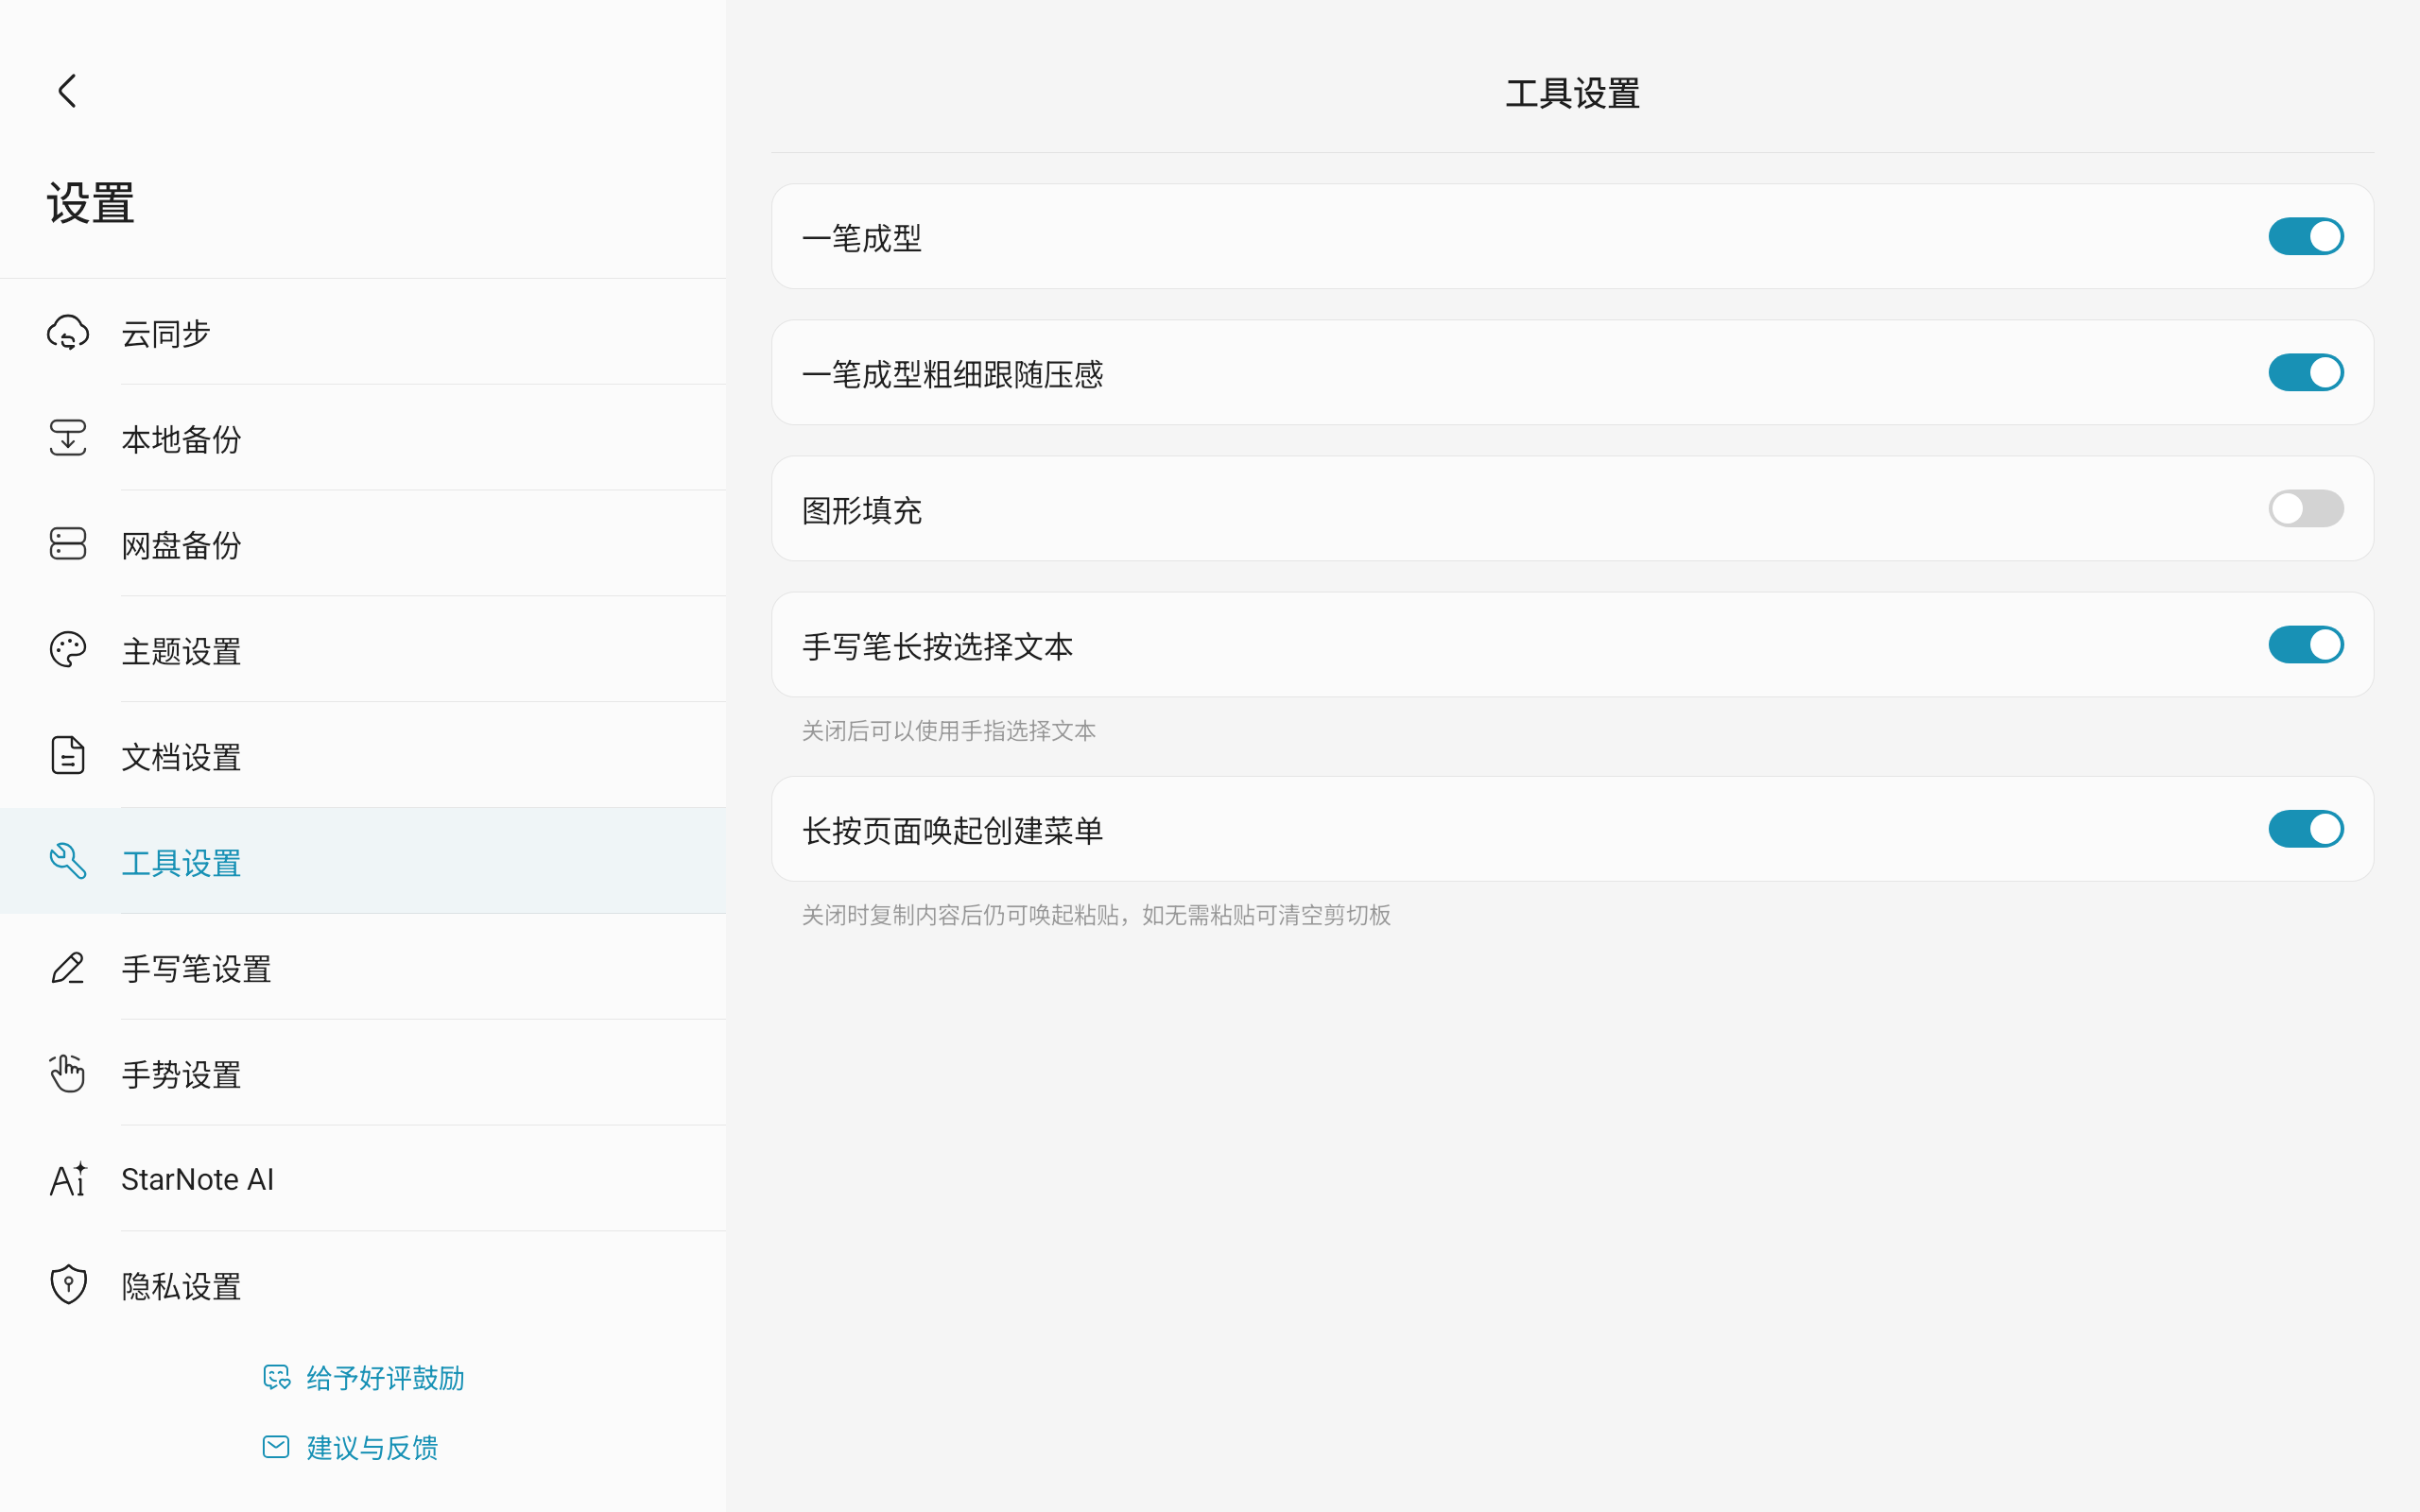 设置
云同步
本地备份
网盘备份
主题设置
文档设置
工具设置
手写笔设置
手势设置
StarNote AI
隐私设置
给予好评鼓励
建议与反馈
工具设置
一笔成型
一笔成型粗细跟随压感
图形填充
手写笔长按选择文本
关闭后可以使用手指选择文本
长按页面唤起创建菜单
关闭时复制内容后仍可唤起粘贴，如无需粘贴可清空剪切板